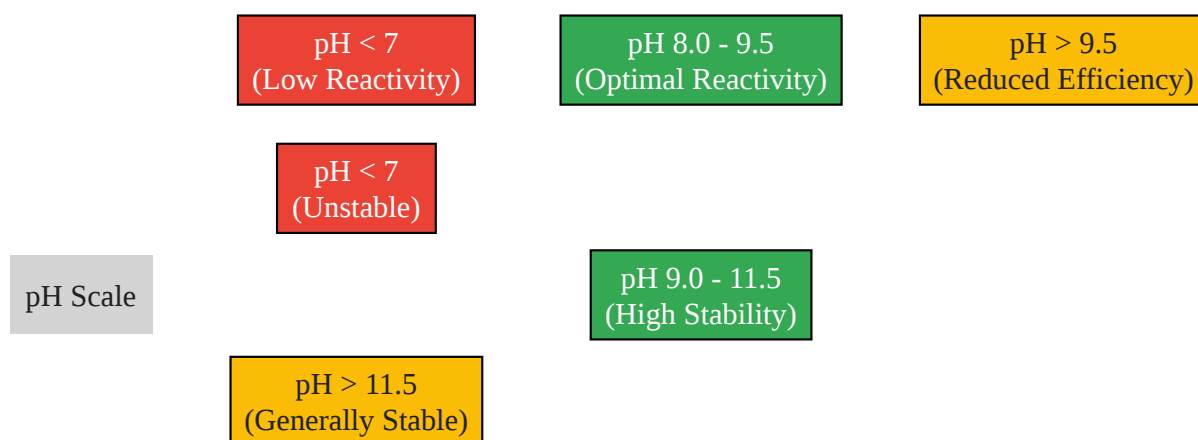 pH < 7
(Low Reactivity)
pH 8.0 - 9.5
(Optimal Reactivity)
pH > 9.5
(Reduced Efficiency)
pH < 7
(Unstable)
pH Scale
pH 9.0 - 11.5
(High Stability)
pH > 11.5
(Generally Stable)